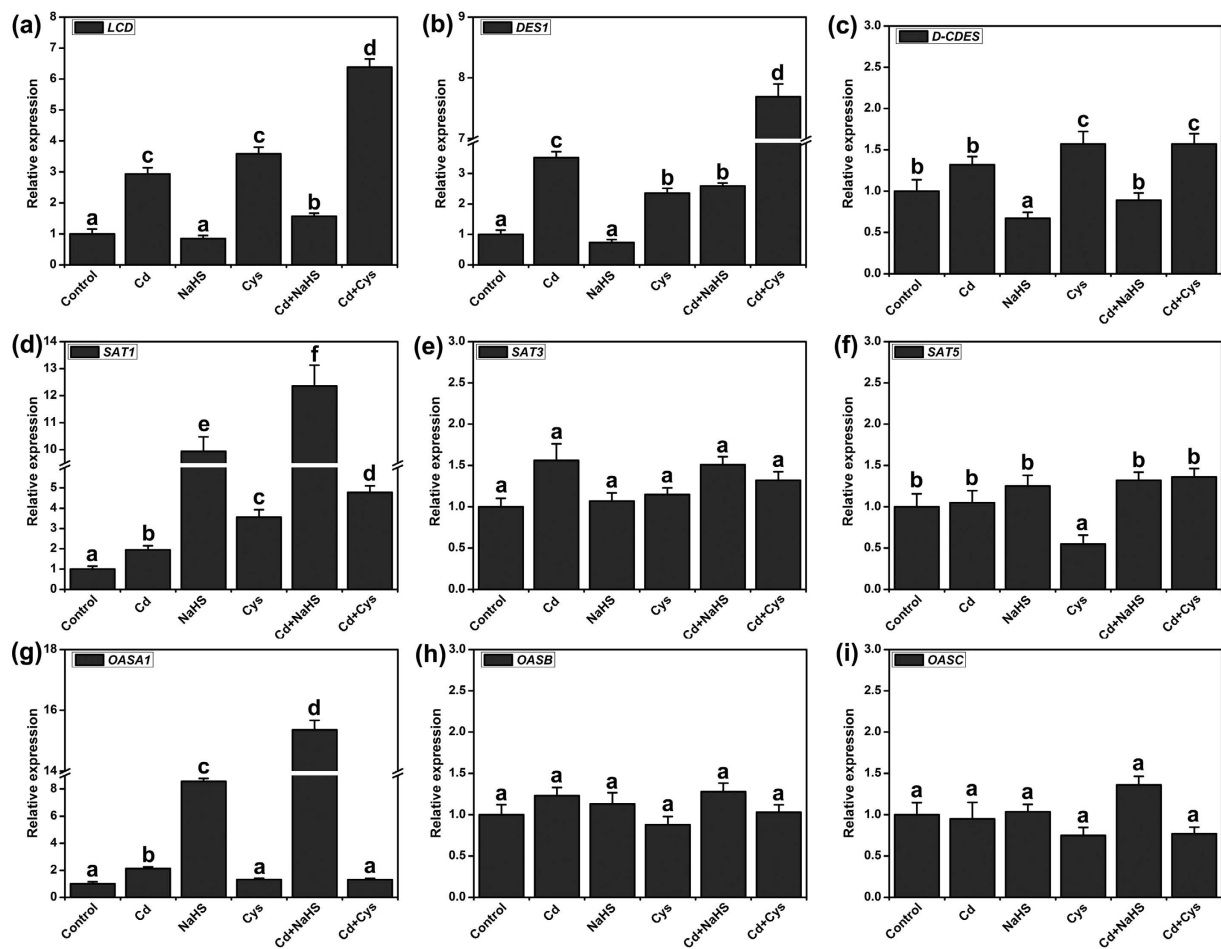 (a)
LCD
Relative expression
8
7
6
5
4
3
2
1
0
a
c
a
c
b
d
Control
Cd
NaHS
Cys
Cd+NaHS
Cd+Cys
(b)
DES1
Relative expression
9
8
7
3
2
1
0
a
c
a
b
b
d
Control
Cd
NaHS
Cys
Cd+NaHS
Cd+Cys
(c)
D-CDES
Relative expression
3.0
2.5
2.0
1.5
1.0
0.5
0.0
b
b
a
c
b
c
Control
Cd
NaHS
Cys
Cd+NaHS
Cd+Cys
(d)
SAT1
Relative expression
14
13
12
10
5
4
3
2
1
0
a
b
e
c
f
d
Control
Cd
NaHS
Cys
Cd+NaHS
Cd+Cys
(e)
SAT3
Relative expression
3.0
2.5
2.0
1.5
1.0
0.5
0.0
a
a
a
a
a
a
Control
Cd
NaHS
Cys
Cd+NaHS
Cd+Cys
(f)
SAT5
Relative expression
3.0
2.5
2.0
1.5
1.0
0.5
0.0
b
b
b
a
b
b
Control
Cd
NaHS
Cys
Cd+NaHS
Cd+Cys
(g)
OASA1
Relative expression
18
16
14
8
6
4
2
0
a
b
c
a
d
a
Control
Cd
NaHS
Cys
Cd+NaHS
Cd+Cys
(h)
OASB
Relative expression
3.0
2.5
2.0
1.5
1.0
0.5
0.0
a
a
a
a
a
a
Control
Cd
NaHS
Cys
Cd+NaHS
Cd+Cys
(i)
OASC
Relative expression
3.0
2.5
2.0
1.5
1.0
0.5
0.0
a
a
a
a
a
a
Control
Cd
NaHS
Cys
Cd+NaHS
Cd+Cys